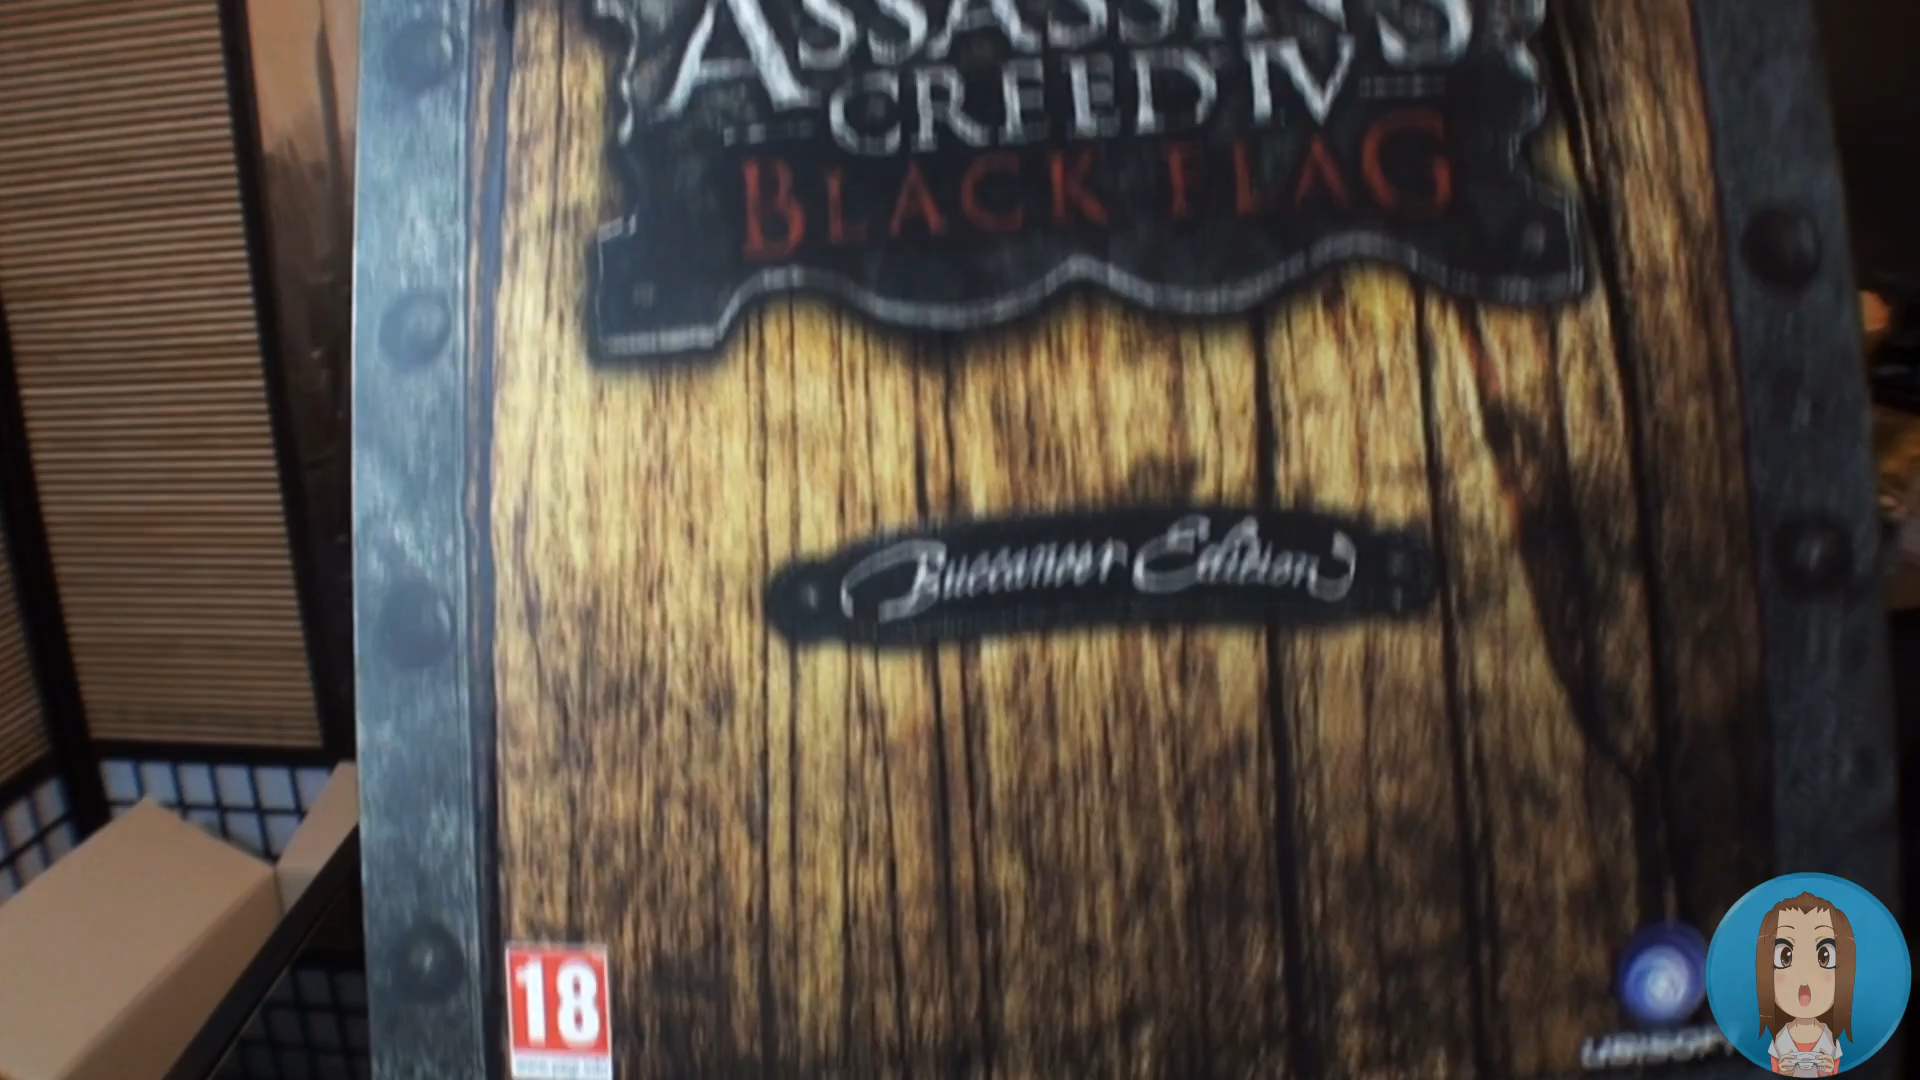 ASSASSIN'S
CREED IV
BLACK FLAG
Buccaneer Edition
18
UBISOFT